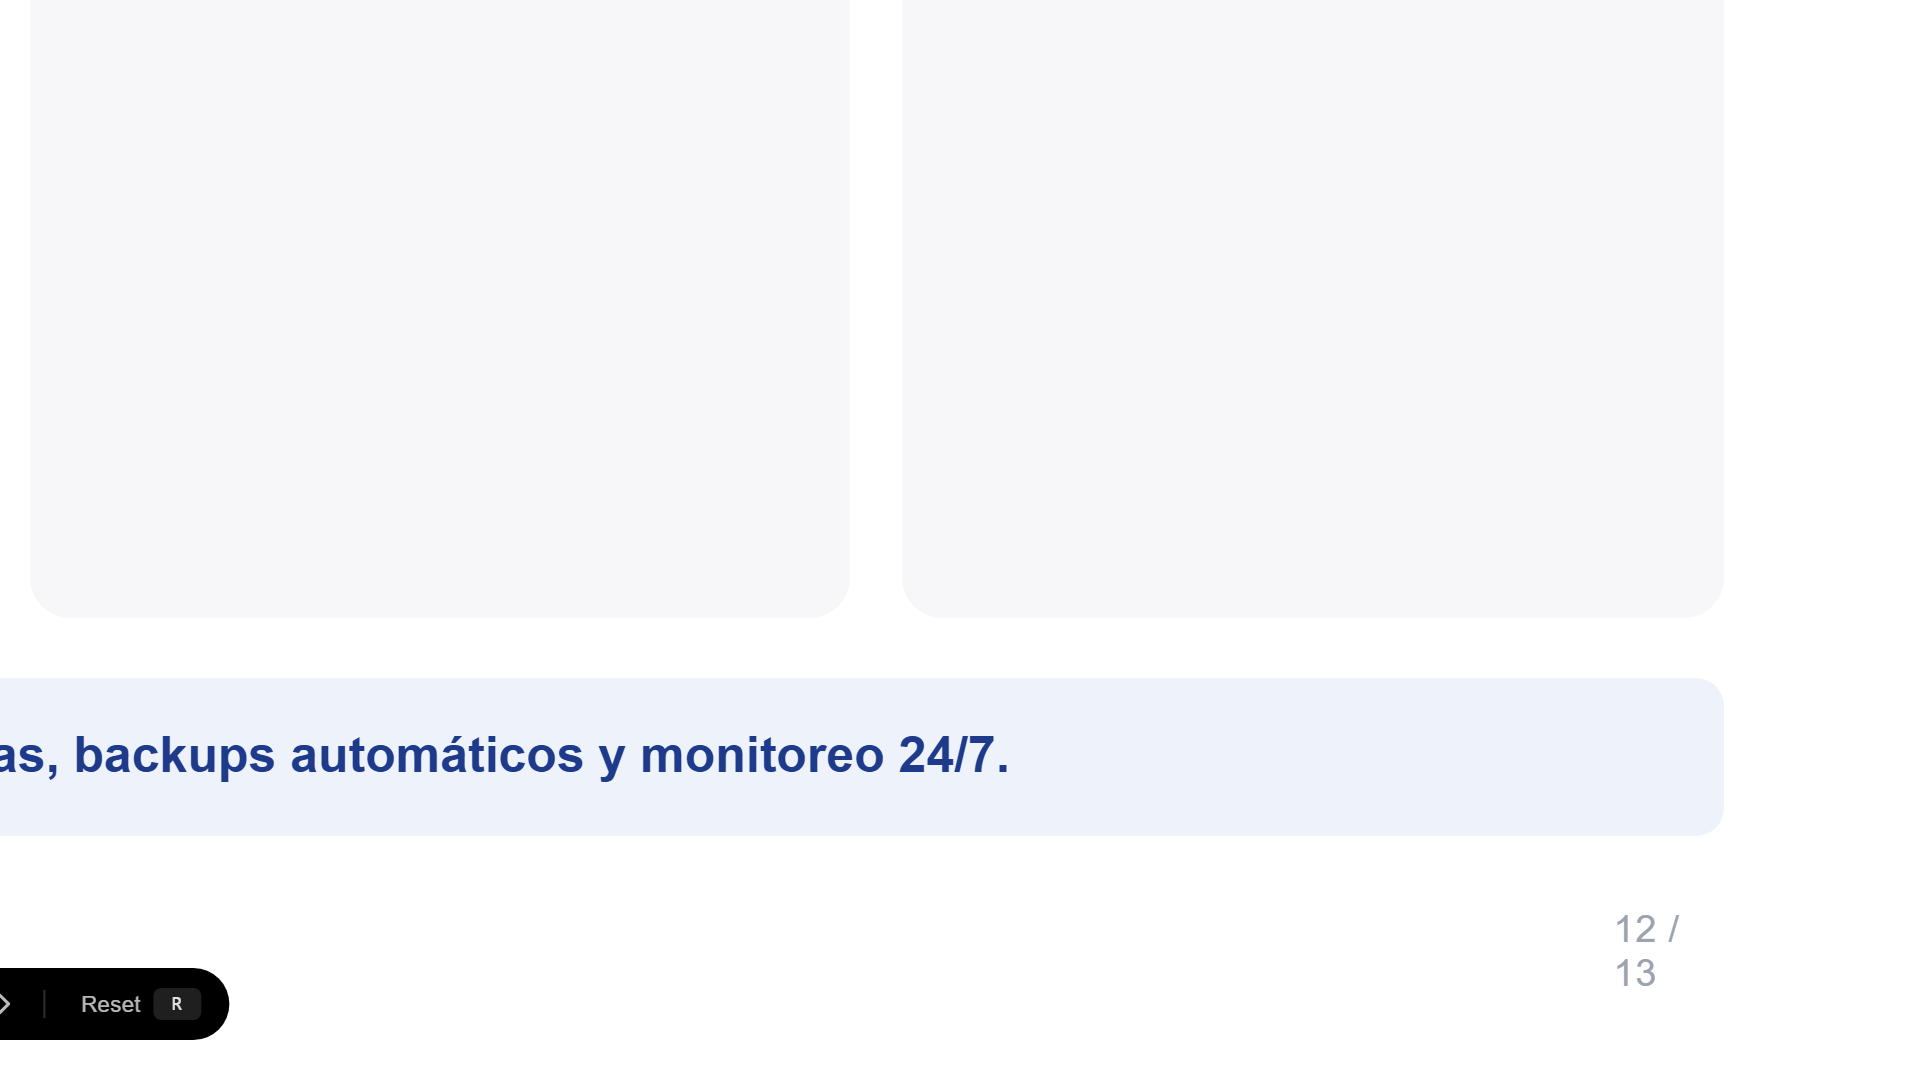 as, backups automáticos y monitoreo 24/7.
12 /
13
Reset R